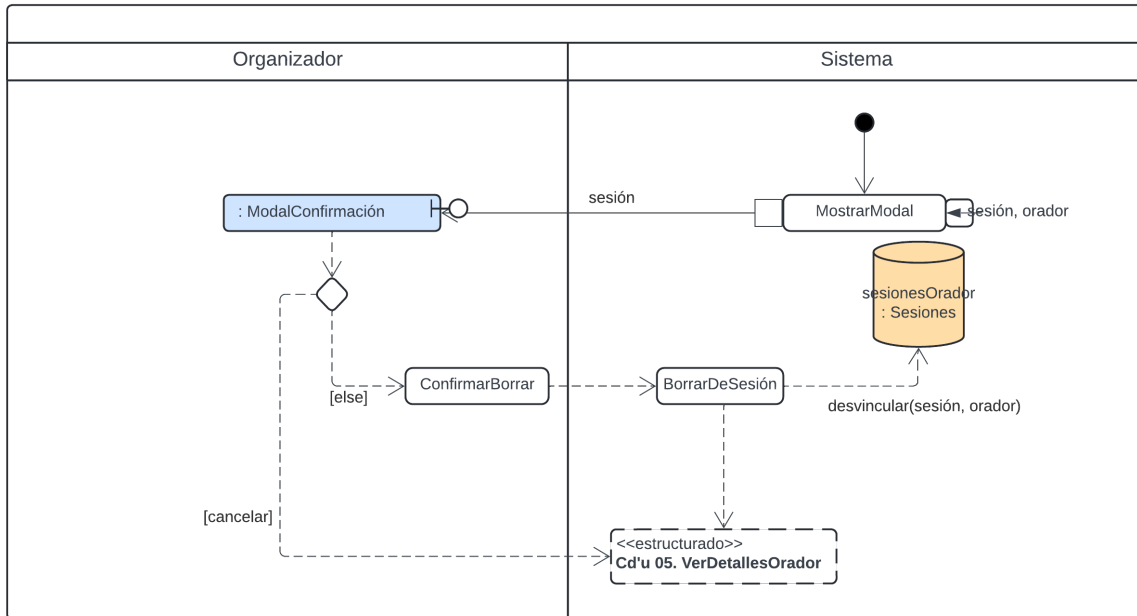 Organizador
Sistema
sesión
: ModalConfirmación
MostrarModal
sesión, orador
sesionesOrador
: Sesiones
ConfirmarBorrar
BorrarDeSesión
[else]
desvincular(sesión, orador)
[cancelar]
<<estructurado>>
Cd'u 05. VerDetallesOrador